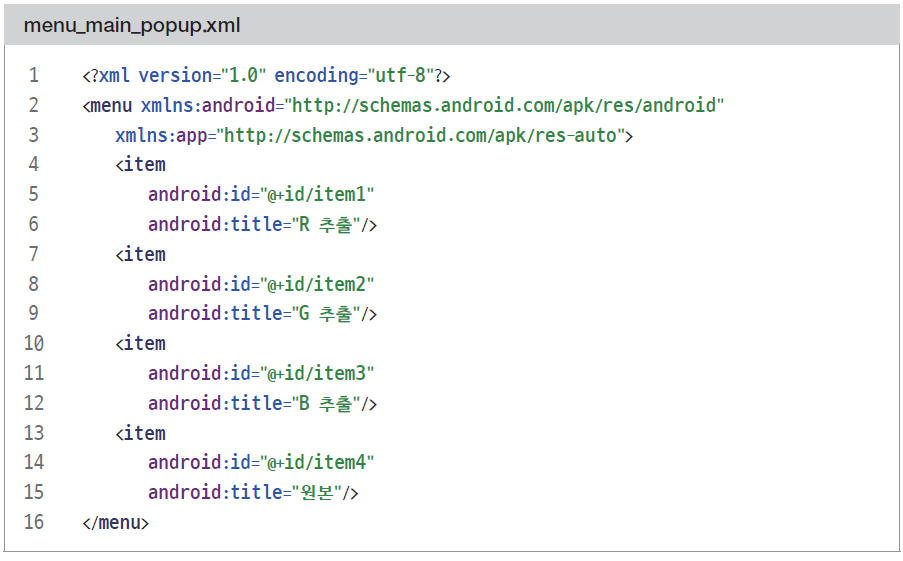 menu_main_popup.xml
1 <?xml version="1.0" encoding="utf-8"?>
2 <menu xmlns:android="http://schemas.android.com/apk/res/android"
3 xmlns:app="http://schemas.android.com/apk/res-auto">
4 <item
5 android:id="@+id/item1"
6 android:title="R 추출"/>
7 <item
8 android:id="@+id/item2"
9 android:title="G 추출"/>
10 <item
11 android:id="@+id/item3"
12 android:title="B 추출"/>
13 <item
14 android:id="@+id/item4"
15 android:title="원본"/>
16 </menu>